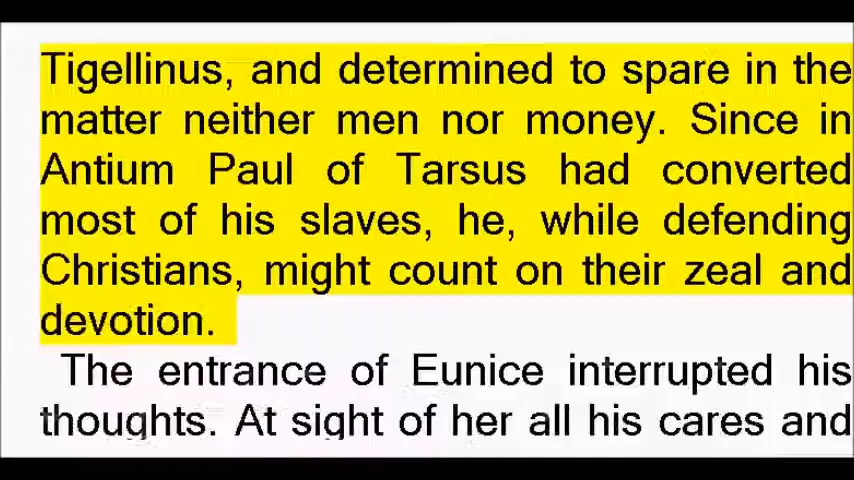 Tigellinus, and determined to spare in the
matter neither men nor money. Since in
Antium Paul of Tarsus had converted
most of his slaves, he, while defending
Christians, might count on their zeal and
devotion.
The entrance of Eunice interrupted his
thoughts. At sight of her all his cares and